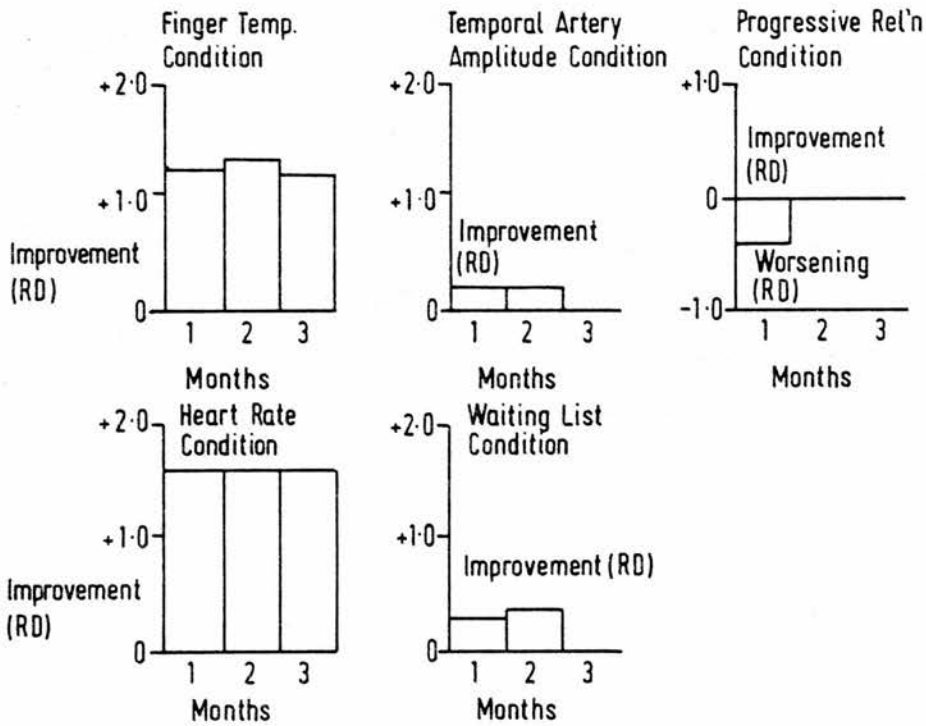 Finger Temp.
Condition
+2·0
+1·0
Improvement
(RD)
0
1 2 3
Months
Temporal Artery
Amplitude Condition
+2·0
+1·0
Improvement
(RD)
0
1 2 3
Months
Progressive Rel'n
Condition
+1·0
Improvement
(RD)
0
Worsening
(RD)
-1·0
1 2 3
Months
Heart Rate
Condition
+2·0
+1·0
Improvement
(RD)
0
1 2 3
Months
Waiting List
Condition
+2·0
+1·0
Improvement (RD)
0
1 2 3
Months